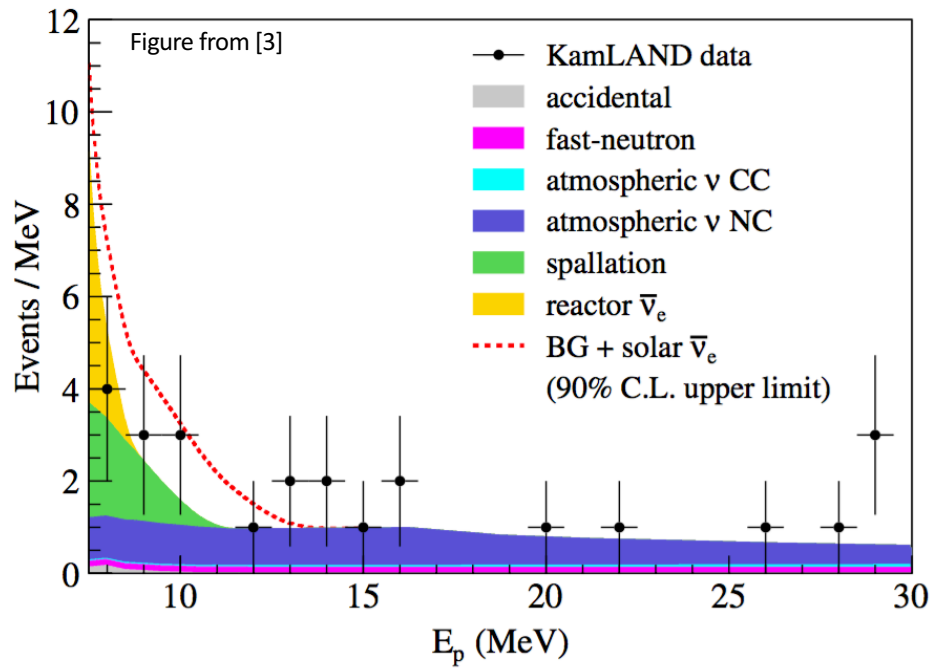 Figure from [3]
KamLAND data
accidental
fast-neutron
atmospheric ν CC
atmospheric ν NC
spallation
reactor ν̅e
BG + solar ν̅e
(90% C.L. upper limit)
Events / MeV
12
10
8
6
4
2
0
10
15
20
25
30
Ep (MeV)